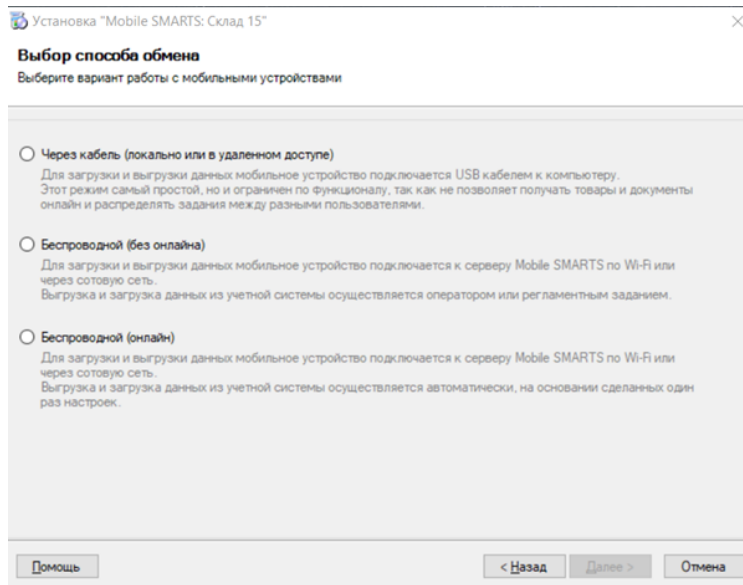 Установка "Mobile SMARTS: Склад 15"
Выбор способа обмена
Выберите вариант работы с мобильными устройствами
Через кабель (локально или в удаленном доступе)
Для загрузки и выгрузки данных мобильное устройство подключается USB кабелем к компьютеру.
Этот режим самый простой, но и ограничен по функционалу, так как не позволяет получать товары и документы
онлайн и распределять задания между разными пользователями.
Беспроводной (без онлайна)
Для загрузки и выгрузки данных мобильное устройство подключается к серверу Mobile SMARTS по Wi-Fi или
через сотовую сеть.
Выгрузка и загрузка данных из учетной системы осуществляется оператором или регламентным заданием.
Беспроводной (онлайн)
Для загрузки и выгрузки данных мобильное устройство подключается к серверу Mobile SMARTS по Wi-Fi или
через сотовую сеть.
Выгрузка и загрузка данных из учетной системы осуществляется автоматически, на основании сделанных один
раз настроек.
Помощь
< Назад
Далее >
Отмена